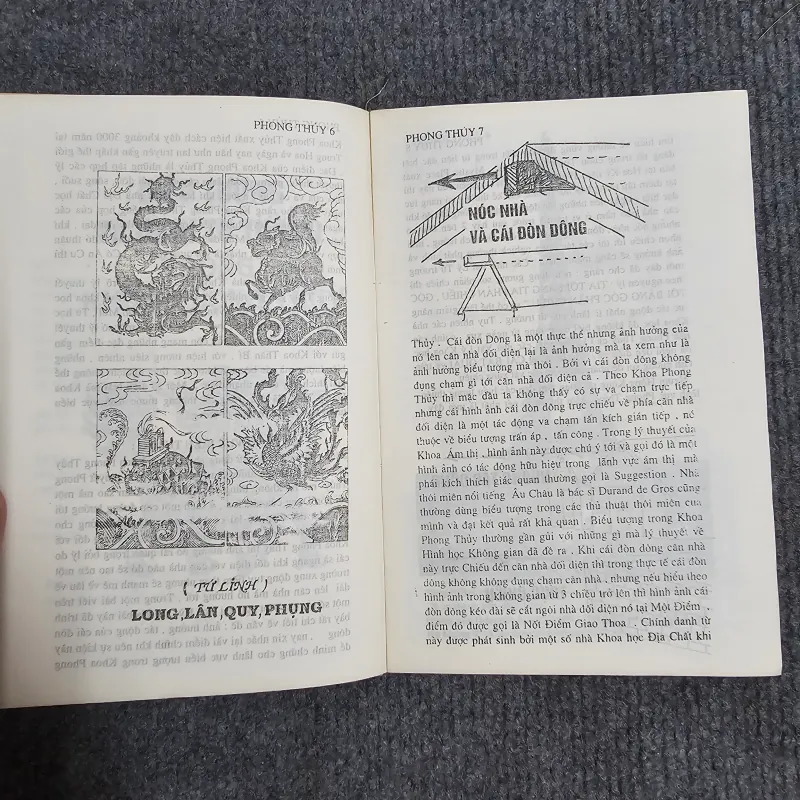 PHONG THỦY 6
( TỨ LINH )
LONG,LÂN,QUY,PHỤNG
PHONG THỦY 7
NÓC NHÀ
VÀ CÁI ĐÒN DÔNG
Thủy . Cái đòn Dông là một thực thể nhưng ảnh hưởng của
nó lên căn nhà đối diện lại là ảnh hưởng mà ta xem như là
ảnh hưởng biểu tượng mà thôi . Bởi vì cái đòn dông không
đụng chạm gì tới căn nhà đối diện cả . Theo Khoa Phong
Thủy thì mặc dầu ta không thấy có sự va chạm trực tiếp
nhưng cái hình ảnh cái đòn dông trực chiếu về phía căn nhà
đối diện là một tác động va chạm tấn kích gián tiếp , nó
thuộc về biểu tượng trấn áp , tấn công . Trong lý thuyết của
Khoa Ám thị , hình ảnh này được chú ý tới và gọi đó là một
hình ảnh có tác động hữu hiệu trong lãnh vực ám thị mà
phái kích thích giác quan thường gọi là Suggestion . Nhà
thôi miên nổi tiếng Âu Châu là bác sĩ Durand de Gros cũng
thường dùng biểu tượng trong các thủ thuật thôi miên của
mình và đạt kết quả rất khả quan . Biểu tượng trong Khoa
Phong Thủy thường gần gủi với những gì mà lý thuyết về
Hình học Không gian đã đề ra . Khi cái đòn dông căn nhà
này trực Chiếu đến căn nhà đối diện thì trong thực tế cái đòn
dông không không đụng chạm căn nhà , nhưng nếu hiểu theo
hình ảnh trong không gian từ 3 chiều trở lên thì hình ảnh cái
đòn dông kéo dài sẽ cắt ngôi nhà đối diện nó tại Một Điểm ,
điểm đó được gọi là Nốt Điểm Giao Thoa . Chính danh từ
này được phát sinh bởi một số nhà Khoa học Địa Chất khi